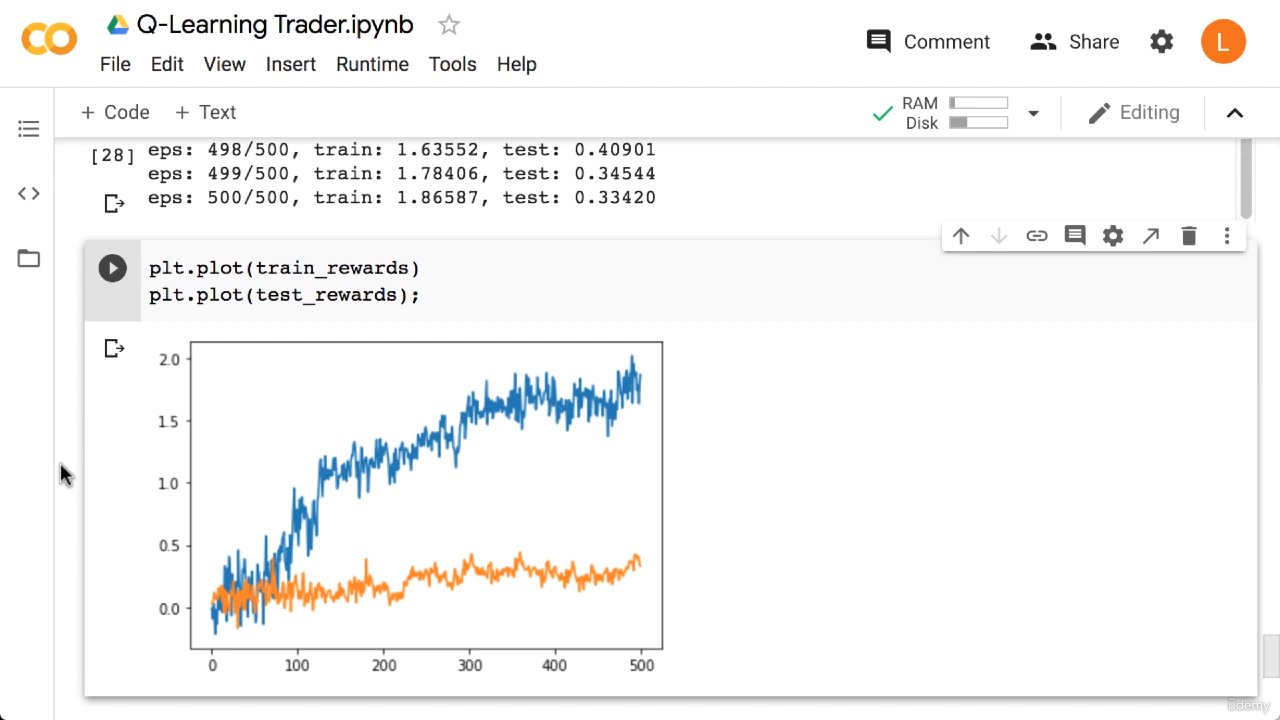 Q-Learning Trader.ipynb
File Edit View Insert Runtime Tools Help
Comment
Share
L
+ Code + Text
RAM
Disk
Editing
[28]
eps: 498/500, train: 1.63552, test: 0.40901
eps: 499/500, train: 1.78406, test: 0.34544
eps: 500/500, train: 1.86587, test: 0.33420
plt.plot(train_rewards)
plt.plot(test_rewards);
2.0
1.5
1.0
0.5
0.0
0 100 200 300 400 500
ûdemy